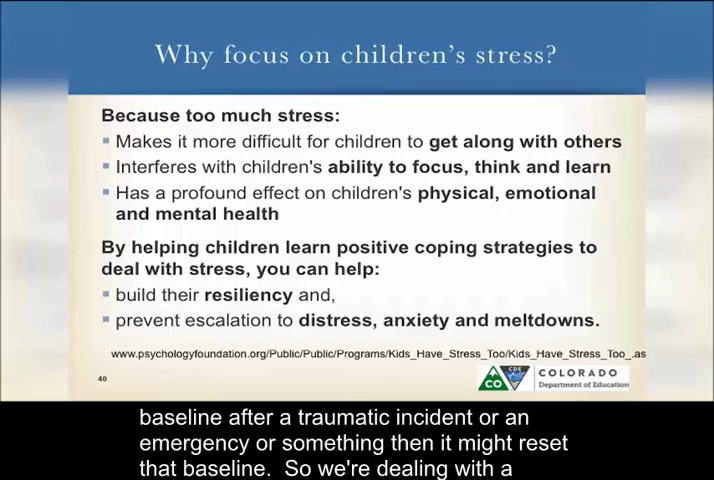 Why focus on children's stress?
Because too much stress:
Makes it more difficult for children to get along with others
Interferes with children's ability to focus, think and learn
Has a profound effect on children's physical, emotional
and mental health
By helping children learn positive coping strategies to
deal with stress, you can help:
build their resiliency and,
prevent escalation to distress, anxiety and meltdowns.
www.psychologyfoundation.org/Public/Public/Programs/Kids_Have_Stress_Too/Kids_Have_Stress_Too_.as
40
CO
CDE
COLORADO
Department of Education
baseline after a traumatic incident or an
emergency or something then it might reset
that baseline. So we're dealing with a